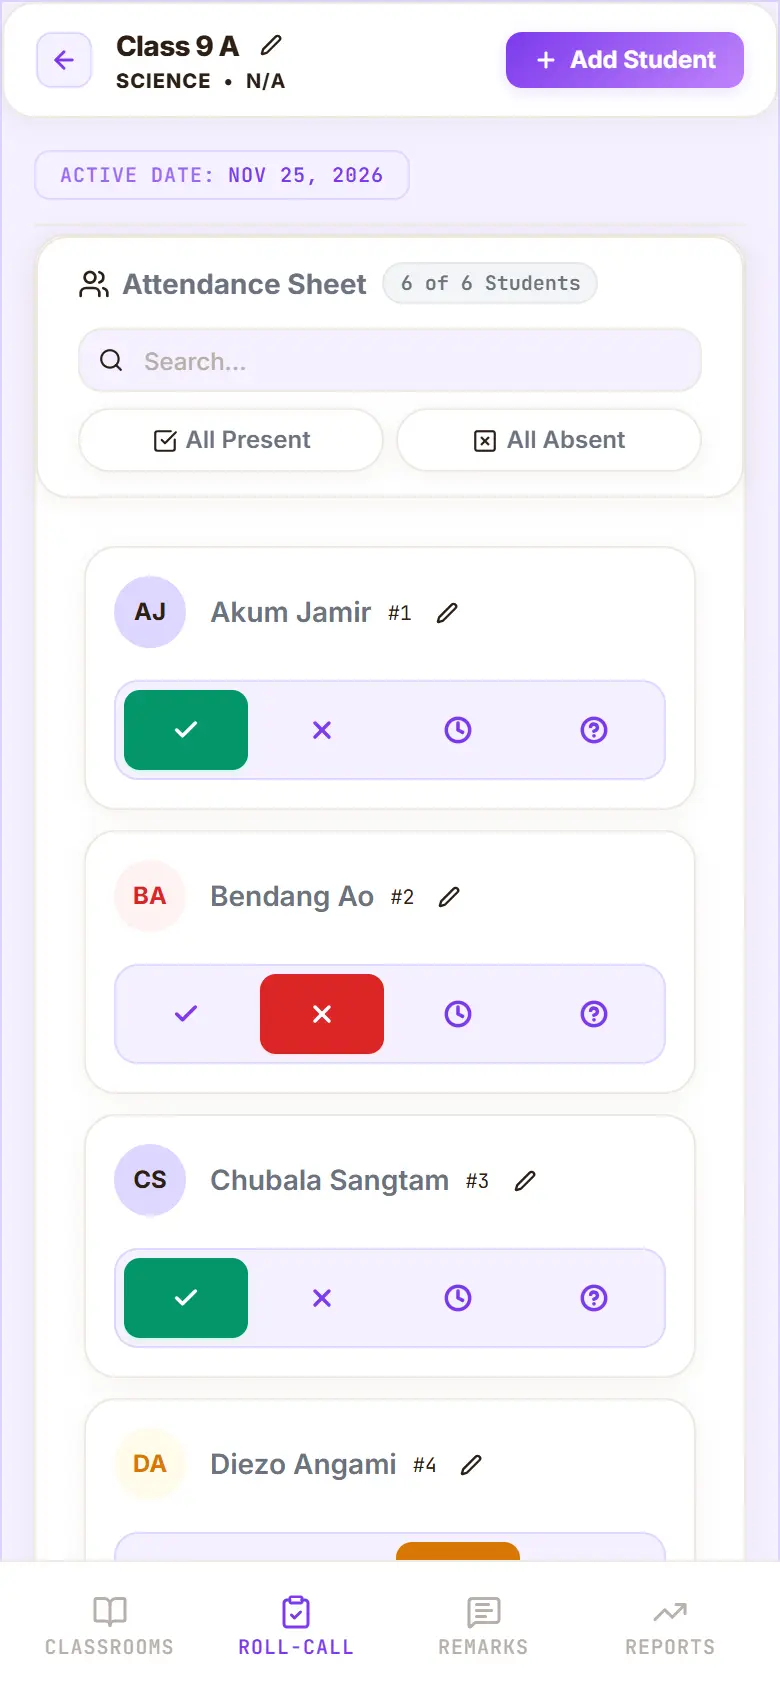 Class 9 A
Add Student
SCIENCE • N/A
ACTIVE DATE: NOV 25, 2026
Attendance Sheet
6 of 6 Students
Search...
All Present
All Absent
AJ
Akum Jamir #1
BA
Bendang Ao #2
CS
Chubala Sangtam #3
DA
Diezo Angami #4
CLASSROOMS
ROLL-CALL
REMARKS
REPORTS